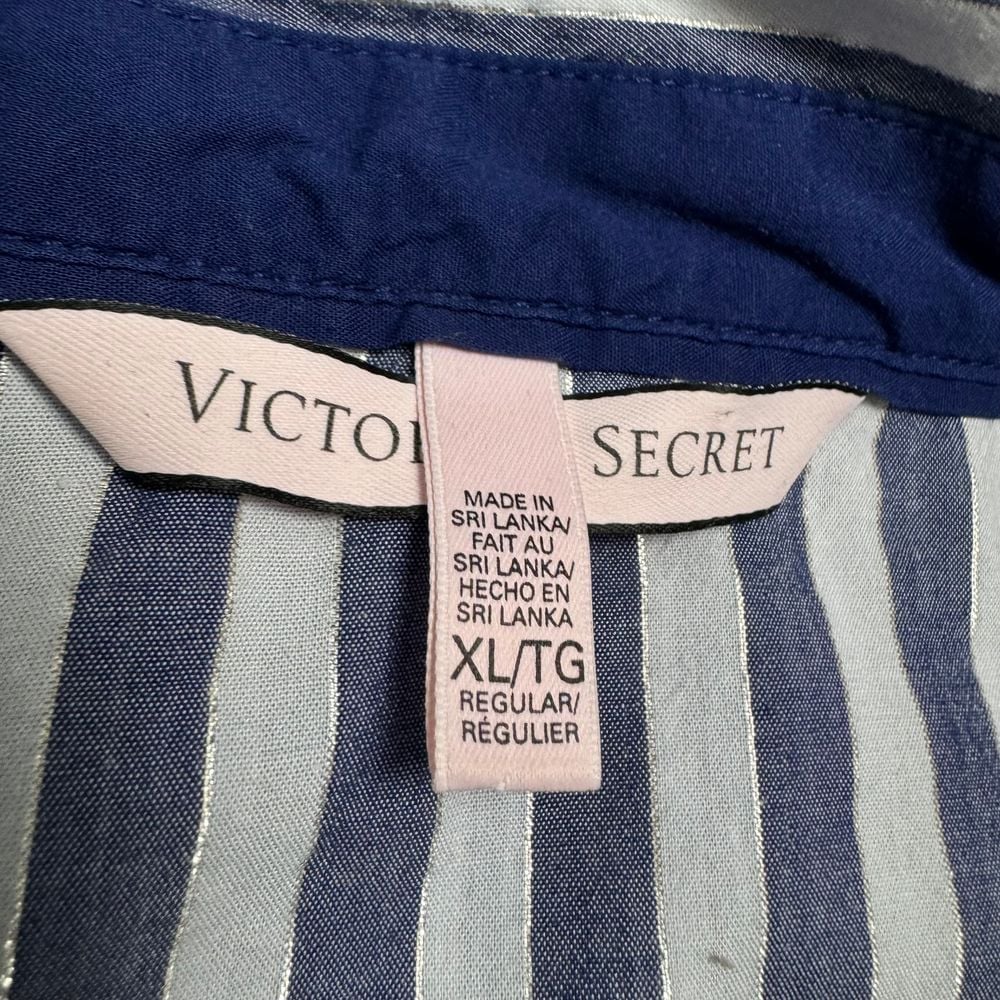 VICTO SECRET
MADE IN
SRI LANKA/
FAIT AU
SRI LANKA/
HECHO EN
SRI LANKA
XL/TG
REGULAR/
RÉGULIER